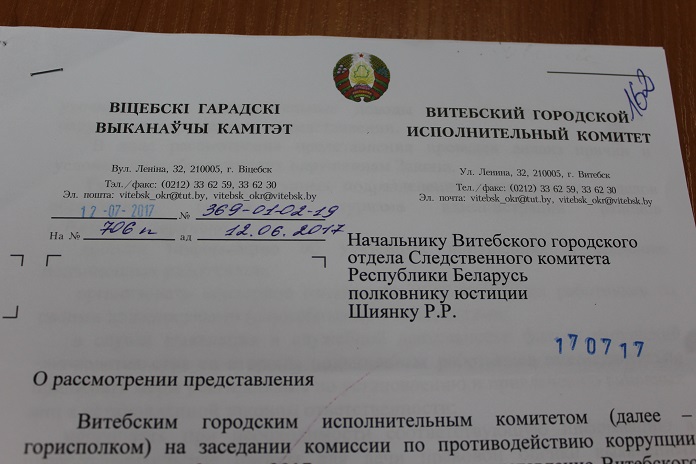 162
ВІЦЕБСКІ ГАРАДСКІ
ВЫКАНАЎЧЫ КАМІТЭТ
Вул. Леніна, 32, 210005, г. Віцебск
Тэл./факс: (0212) 33 62 59, 33 62 30
Эл. пошта: vitebsk_okr@tut.by, vitebsk_okr@vitebsk.by
12-07-2017 № 369-01-02-19
На № 706п ад 12.06.2017
ВИТЕБСКИЙ ГОРОДСКОЙ
ИСПОЛНИТЕЛЬНЫЙ КОМИТЕТ
Ул. Ленина, 32, 210005, г. Витебск
Тел./факс: (0212) 33 62 59, 33 62 30
Эл. почта: vitebsk_okr@tut.by, vitebsk_okr@vitebsk.by
Начальнику Витебского городского
отдела Следственного комитета
Республики Беларусь
полковнику юстиции
Шиянку Р.Р.
170717
О рассмотрении представления
Витебским городским исполнительным комитетом (далее –
горисполком) на заседании комиссии по противодействию коррупции